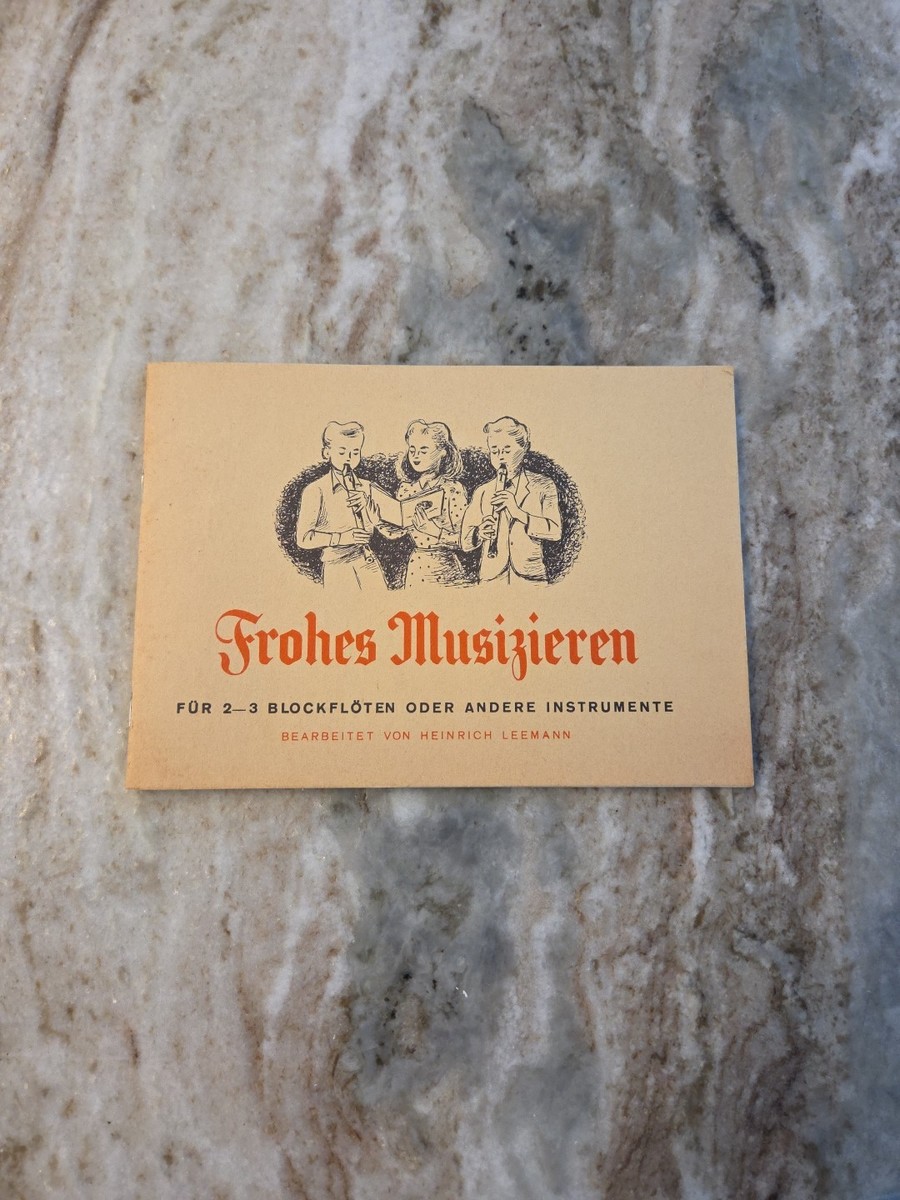 Frohes Musizieren
FÜR 2—3 BLOCKFLÖTEN ODER ANDERE INSTRUMENTE
BEARBEITET VON HEINRICH LEEMANN